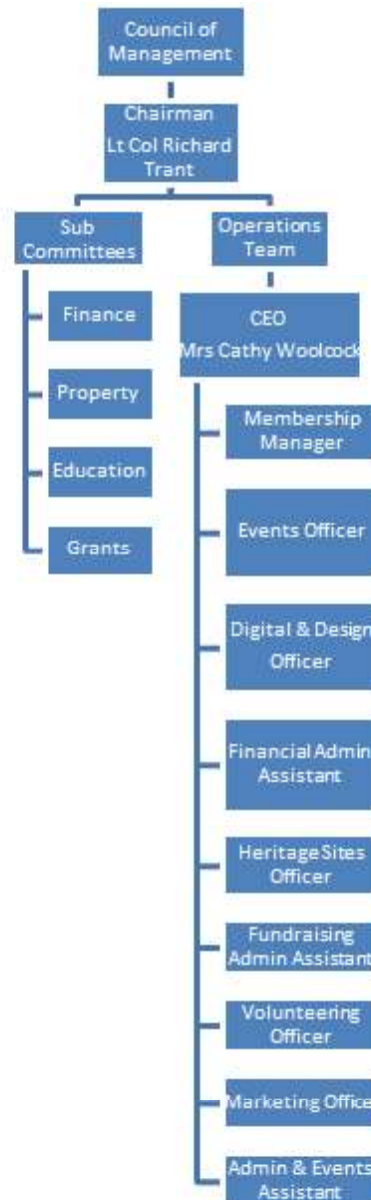 Council of
Management
Chairman
Lt Col Richard
Trant
Sub
Committees
Operations
Team
Finance
Property
Education
Grants
CEO
Mrs Cathy Woolcock
Membership
Manager
Events Officer
Digital & Design
Officer
Financial Admin
Assistant
Heritage Sites
Officer
Fundraising
Admin Assistant
Volunteering
Officer
Marketing Office
Admin & Events
Assistant